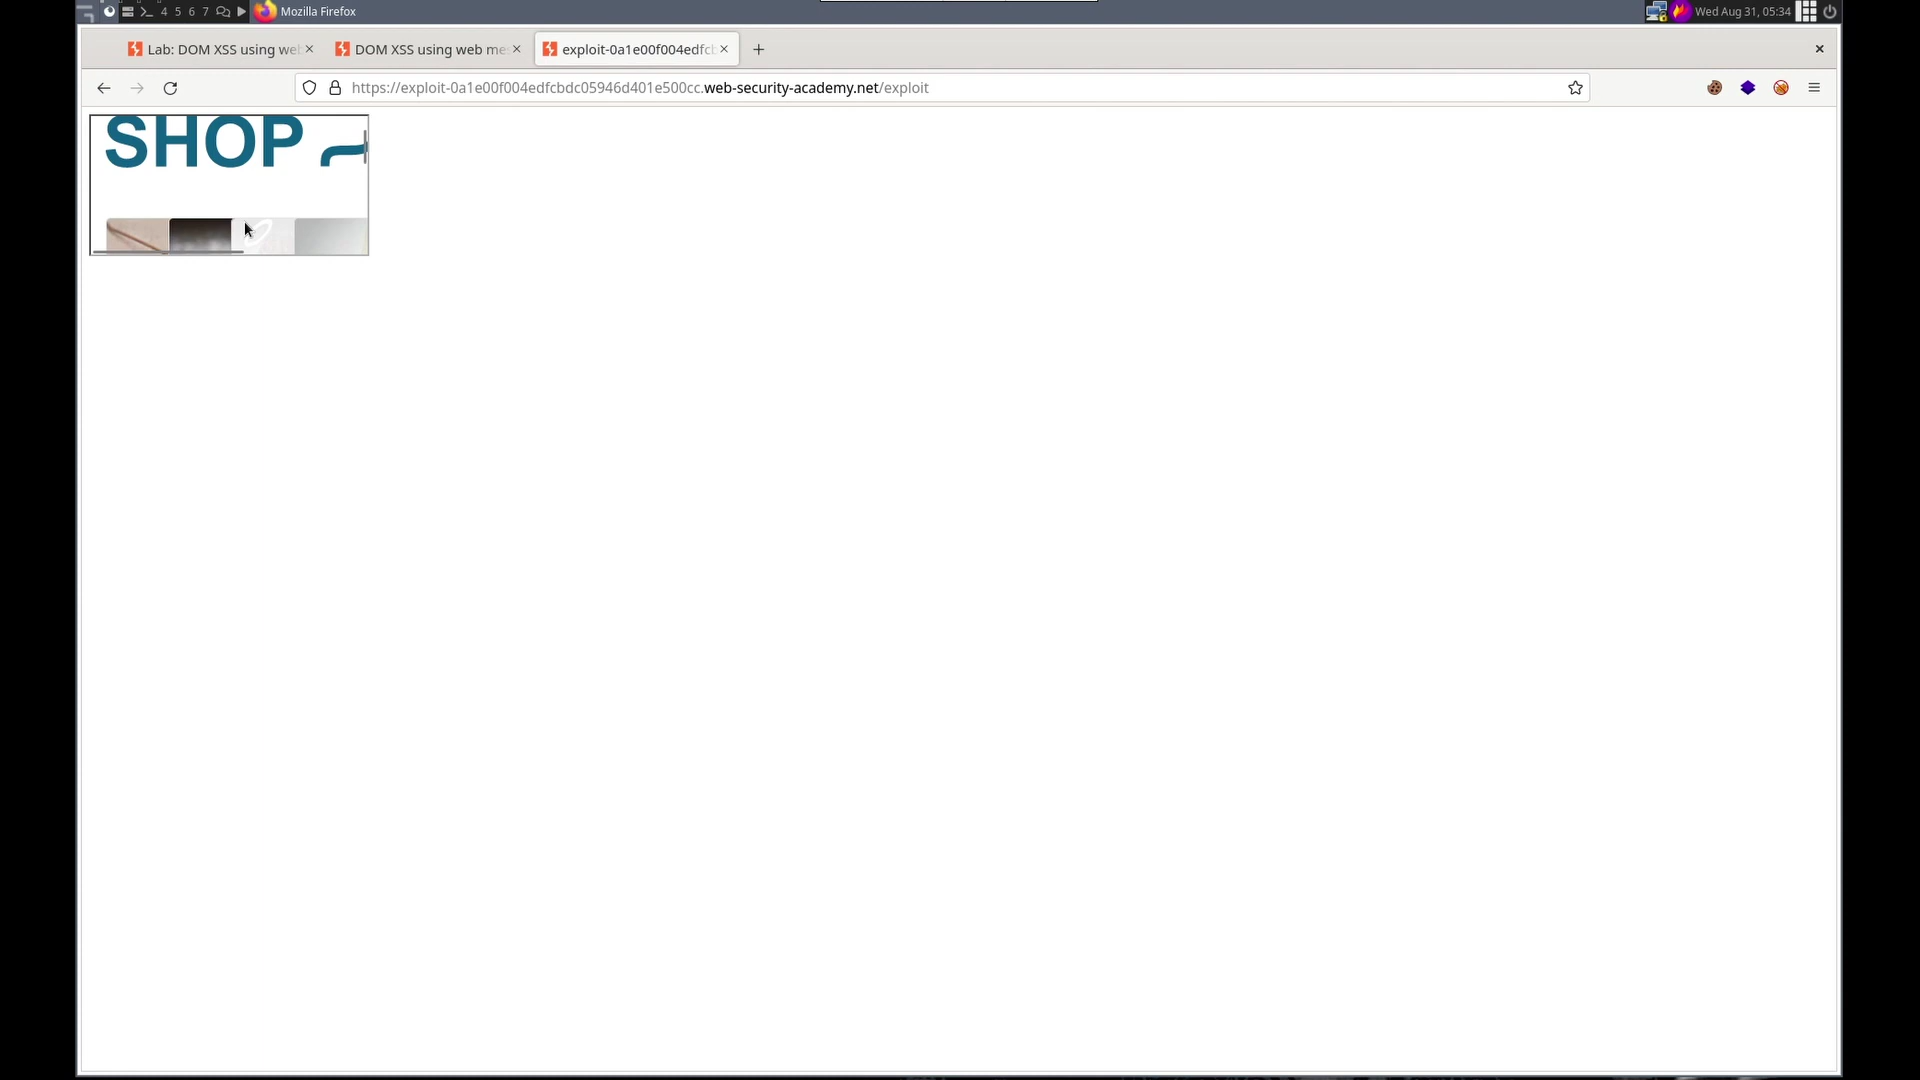 4 5 6 7
Mozilla Firefox
Wed Aug 31, 05:34
Lab: DOM XSS using we
DOM XSS using web me
exploit-0a1e00f004edfcb
https://exploit-0a1e00f004edfcbdc05946d401e500cc.web-security-academy.net/exploit
SHOP